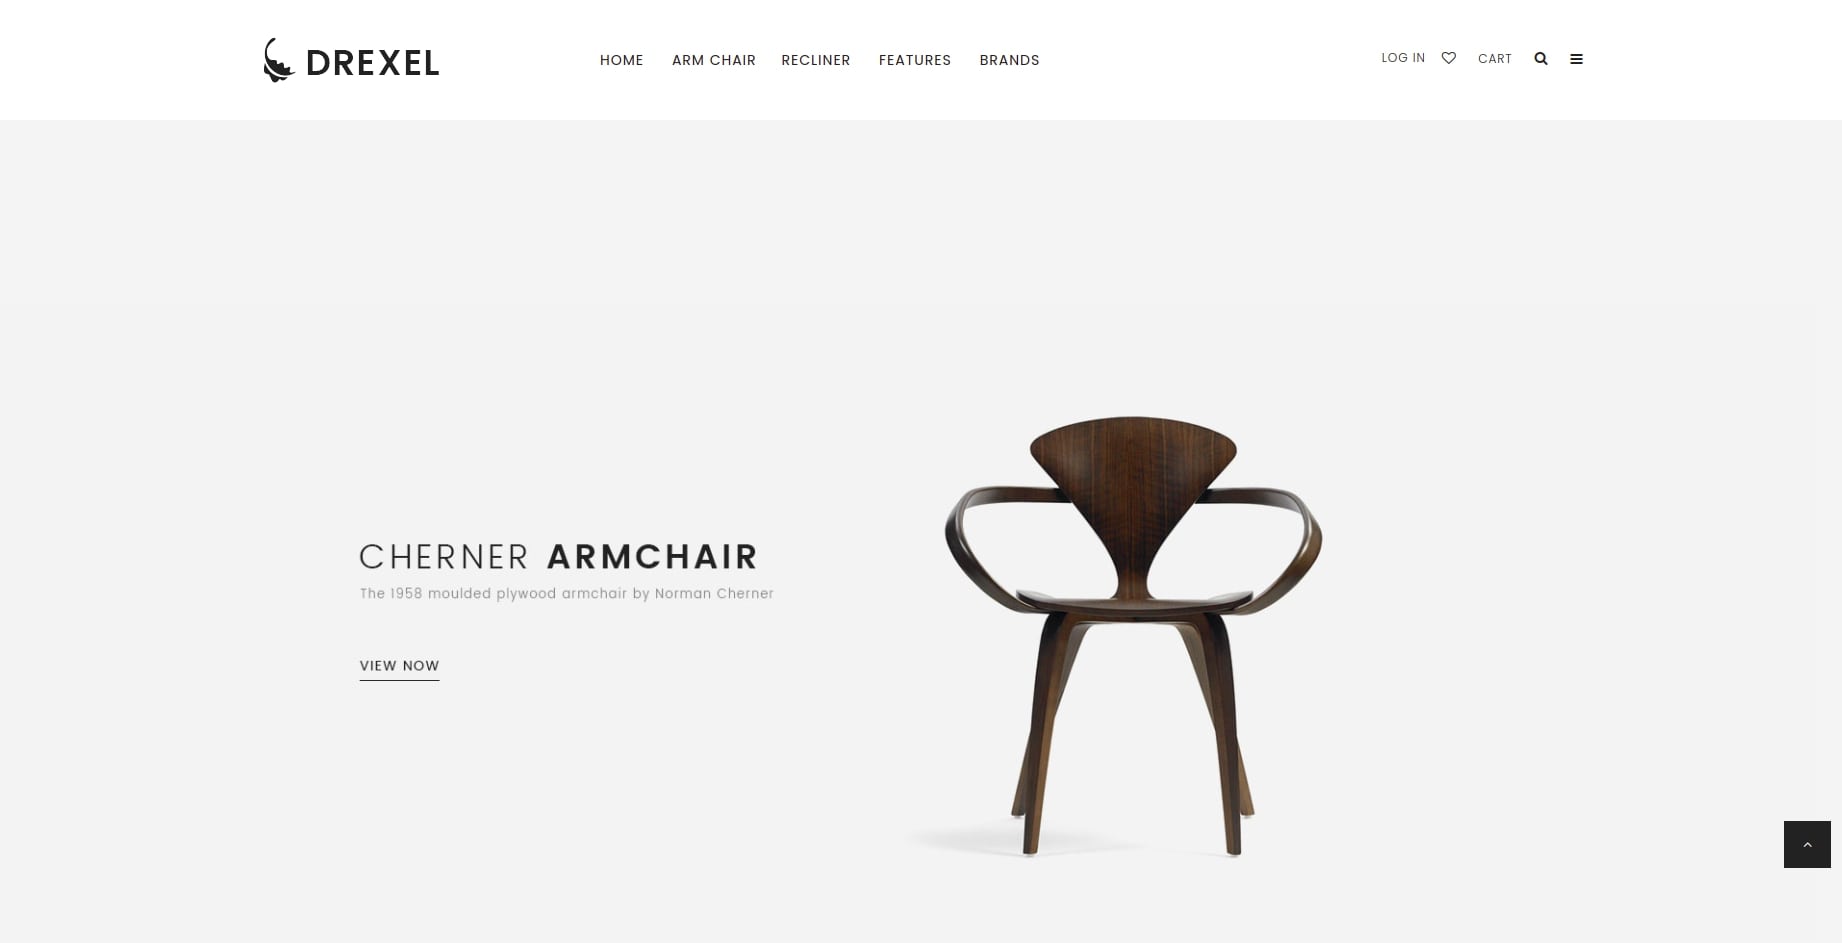 DREXEL
HOME ARM CHAIR RECLINER FEATURES BRANDS
LOG IN CART
CHERNER ARMCHAIR
The 1958 moulded plywood armchair by Norman Cherner
VIEW NOW